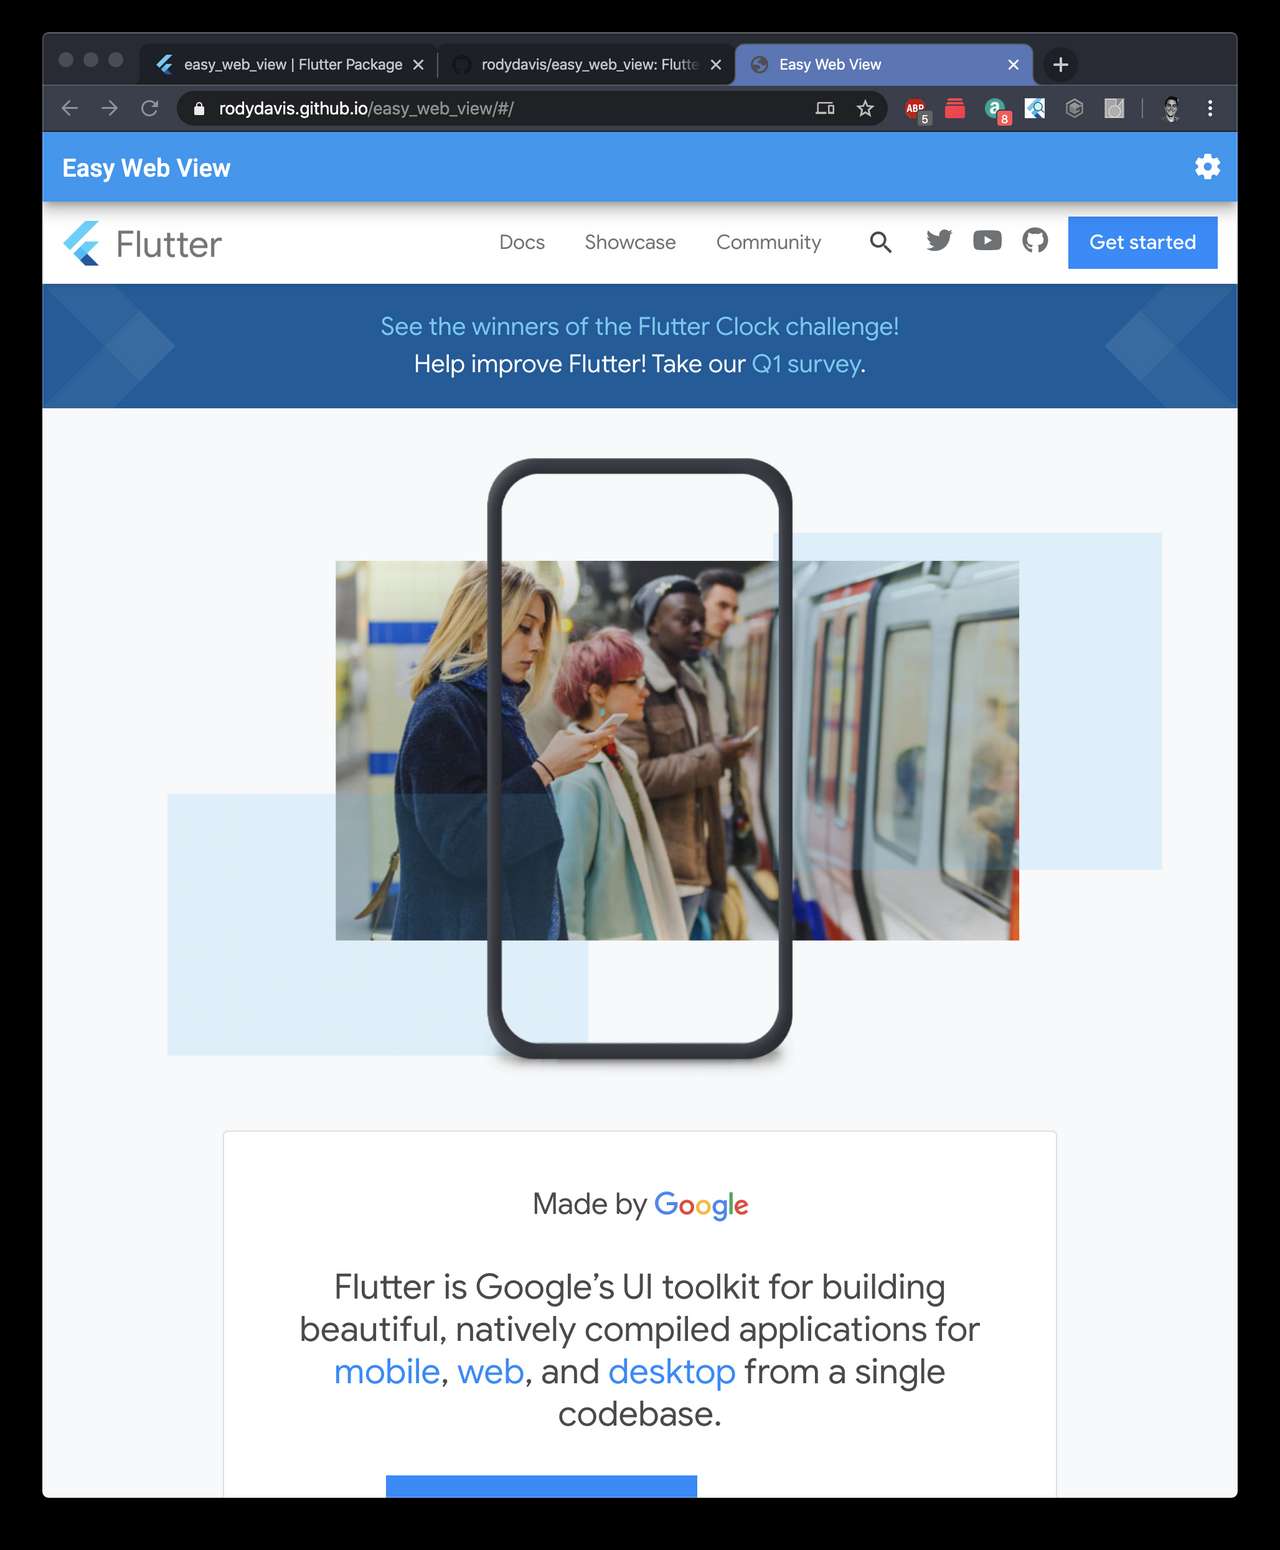 easy_web_view | Flutter Package
rodydavis/easy_web_view: Flutte
Easy Web View
rodydavis.github.io/easy_web_view/#/
ABP
5
a
8
Easy Web View
Flutter
Docs
Showcase
Community
Get started
See the winners of the Flutter Clock challenge!
Help improve Flutter! Take our Q1 survey.
Made by Google
Flutter is Google’s UI toolkit for building
beautiful, natively compiled applications for
mobile, web, and desktop from a single
codebase.